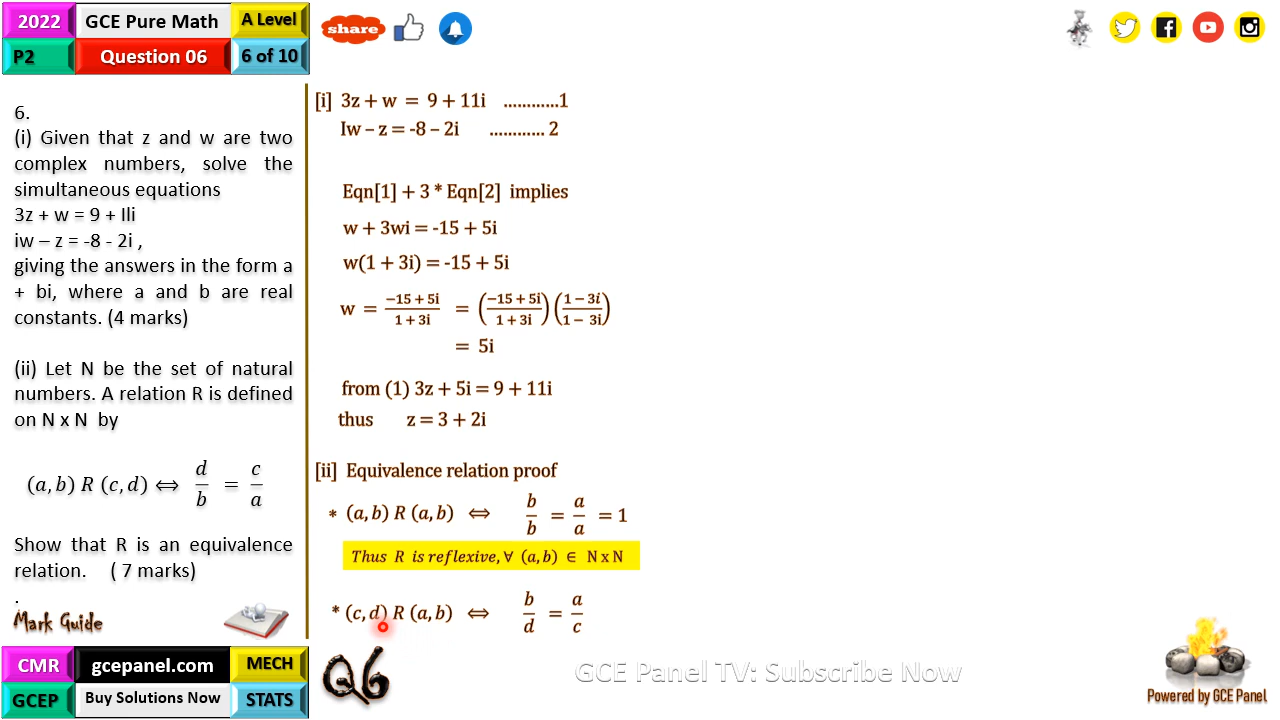 2022
GCE Pure Math
A Level
P2
Question 06
6 of 10
share
6.
(i) Given that z and w are two
complex numbers, solve the
simultaneous equations
3z + w = 9 + Ili
iw – z = -8 - 2i ,
giving the answers in the form a
+ bi, where a and b are real
constants. (4 marks)
(ii) Let N be the set of natural
numbers. A relation R is defined
on N x N by
(a, b) R (c, d) ⟺ d/b = c/a
Show that R is an equivalence
relation. ( 7 marks)
.
Mark Guide
[i] 3z + w = 9 + 11i ............1
Iw – z = -8 – 2i ............ 2
Eqn[1] + 3 * Eqn[2] implies
w + 3wi = -15 + 5i
w(1 + 3i) = -15 + 5i
w = (−15 + 5i)/(1 + 3i) = ((−15 + 5i)/(1 + 3i)) ((1 − 3i)/(1 − 3i))
= 5i
from (1) 3z + 5i = 9 + 11i
thus z = 3 + 2i
[ii] Equivalence relation proof
* (a, b) R (a, b) ⟺ b/b = a/a = 1
Thus R is reflexive, ∀ (a, b) ∈ N x N
* (c, d) R (a, b) ⟺ b/d = a/c
CMR
gcepanel.com
MECH
GCEP
Buy Solutions Now
STATS
Q6
GCE Panel TV: Subscribe Now
Powered by GCE Panel